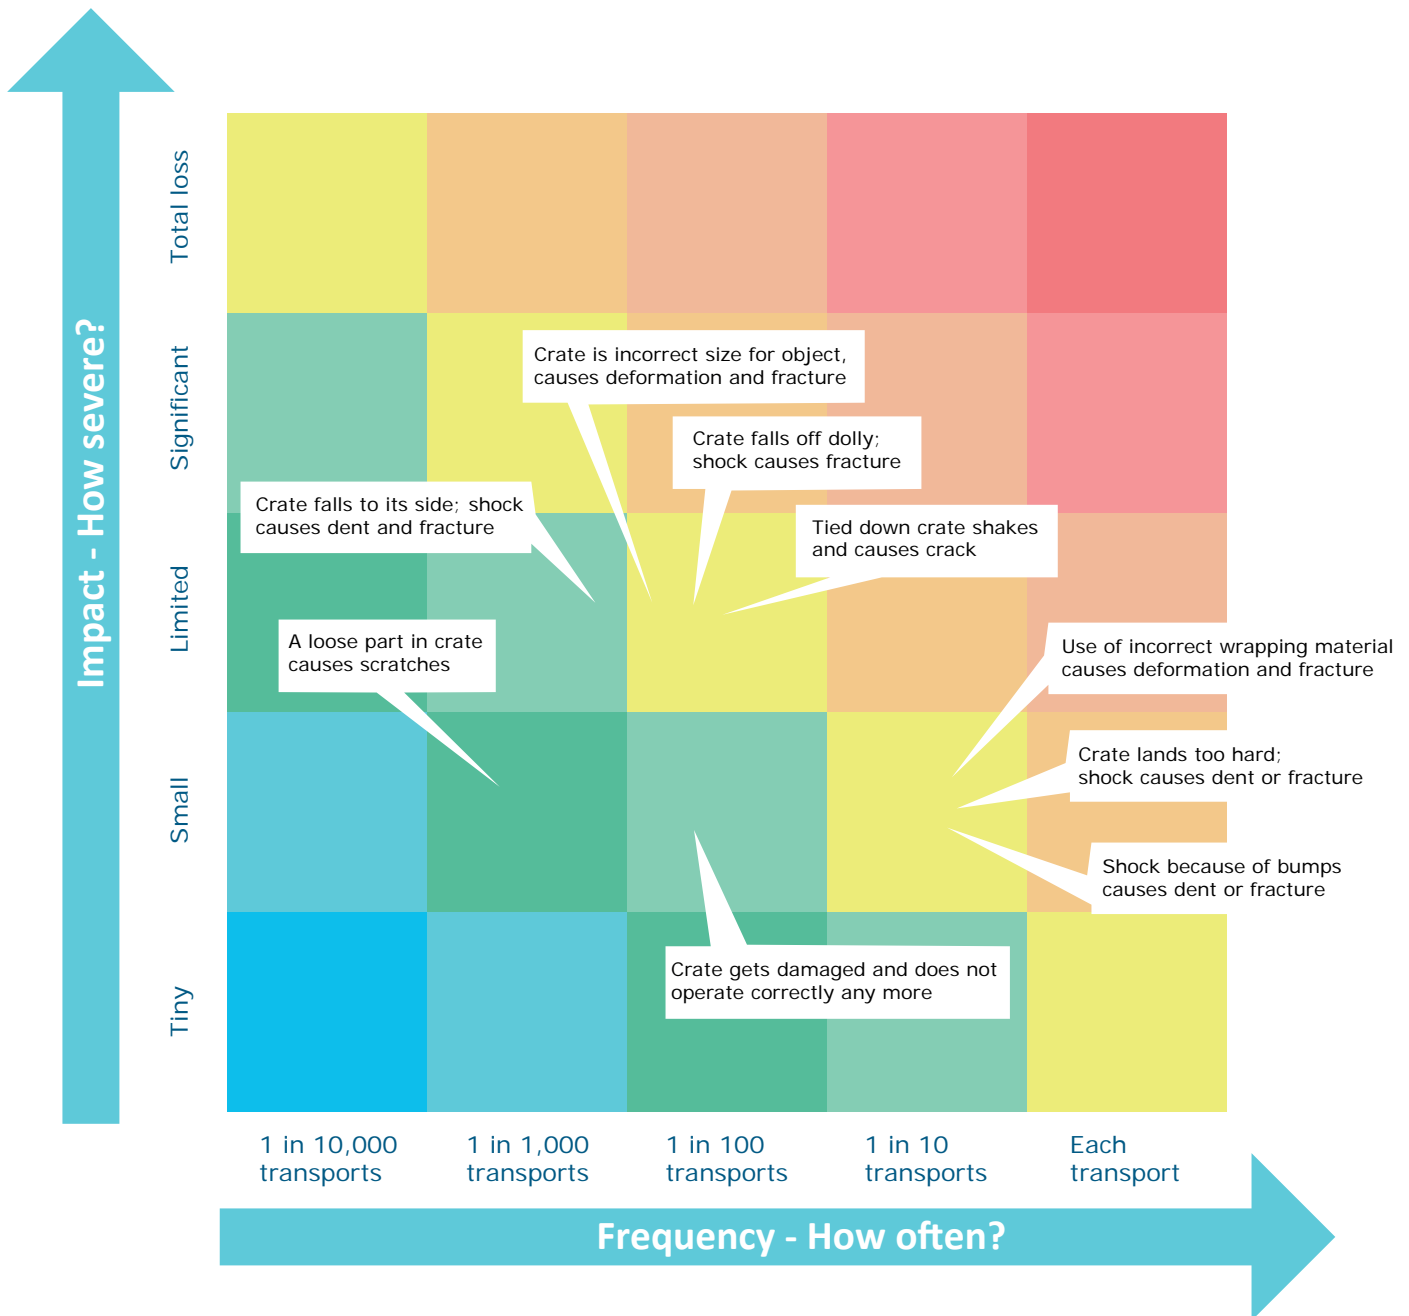 Impact - How severe?
Total loss
Significant
Limited
Small
Tiny
Crate is incorrect size for object,
causes deformation and fracture
Crate falls off dolly;
shock causes fracture
Crate falls to its side; shock
causes dent and fracture
Tied down crate shakes
and causes crack
A loose part in crate
causes scratches
Use of incorrect wrapping material
causes deformation and fracture
Crate lands too hard;
shock causes dent or fracture
Shock because of bumps
causes dent or fracture
Crate gets damaged and does not
operate correctly any more
1 in 10,000
transports
1 in 1,000
transports
1 in 100
transports
1 in 10
transports
Each
transport
Frequency - How often?